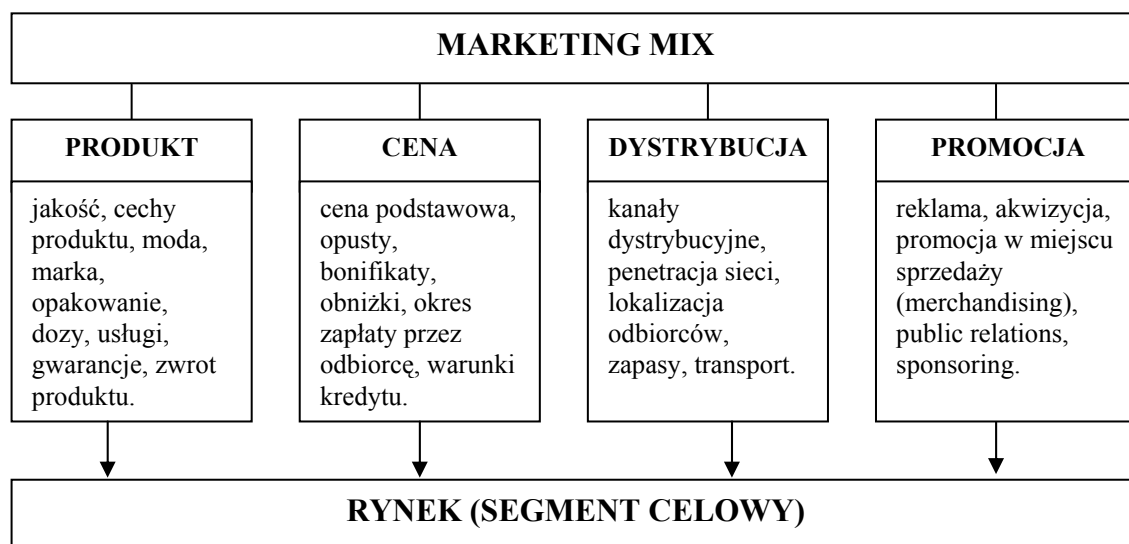 MARKETING MIX
PRODUKT
jakość, cechy
produktu, moda,
marka,
opakowanie,
dozy, usługi,
gwarancje, zwrot
produktu.
CENA
cena podstawowa,
opusty,
bonifikaty,
obniżki, okres
zapłaty przez
odbiorcę, warunki
kredytu.
DYSTRYBUCJA
kanały
dystrybucyjne,
penetracja sieci,
lokalizacja
odbiorców,
zapasy, transport.
PROMOCJA
reklama, akwizycja,
promocja w miejscu
sprzedaży
(merchandising),
public relations,
sponsoring.
RYNEK (SEGMENT CELOWY)